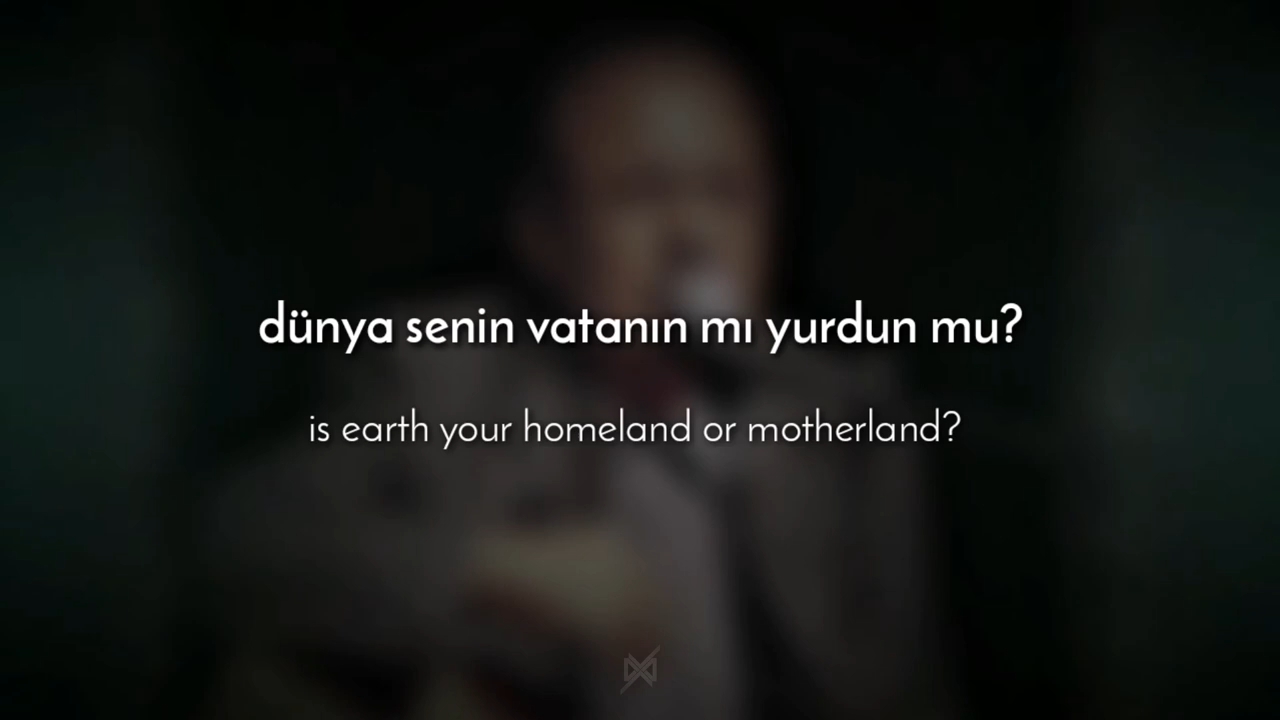 dünya senin vatanın mı yurdun mu?
is earth your homeland or motherland?